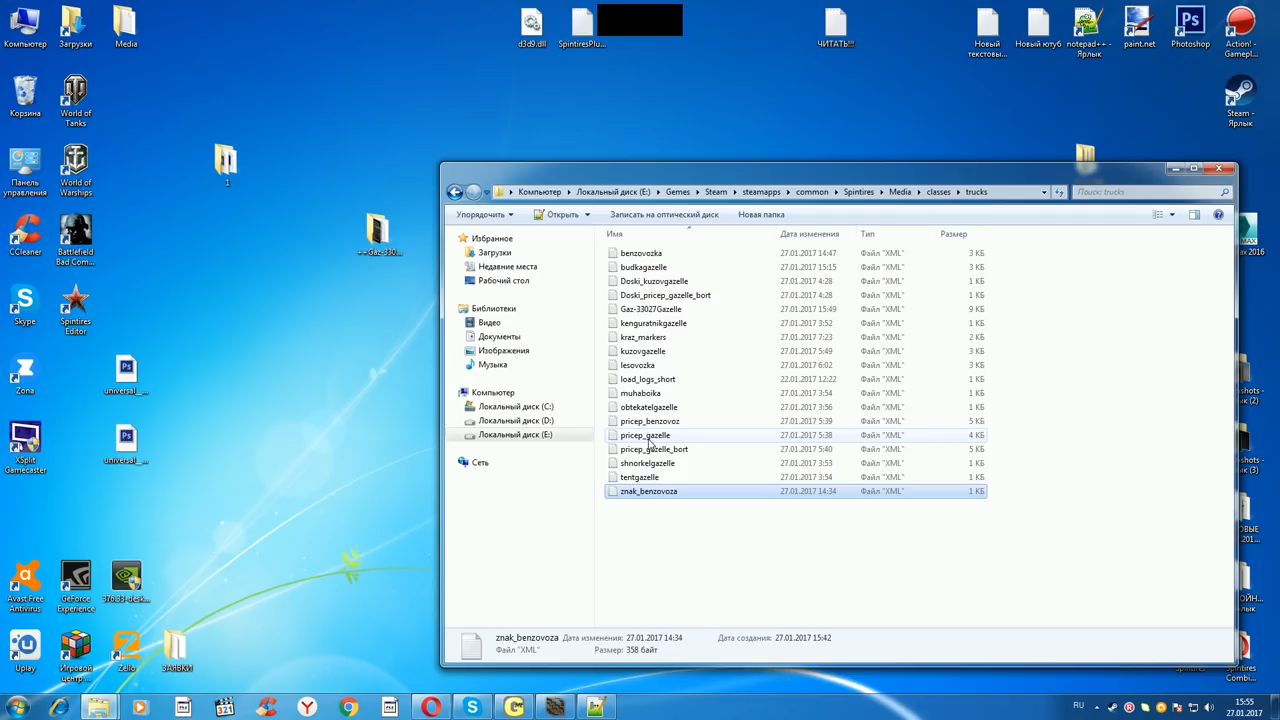 Компьютер
Загрузки
Media
d3d9.dll
SpintiresPlu...
ЧИТАТЬ!!!
Новый текстовы...
Новый ютуб
notepad++ - Ярлык
paint.net
Photoshop
Action! - Gamepl...
Корзина
World of Tanks
Steam - Ярлык
Панель управления
World of Warships
1
CCleaner
Battlefield Bad Com...
++Gaz-330...
Skype
Spintires Editor
Zona
universal_...
XSplit Gamecaster
universal_...
Avast Free Antivirus
GeForce Experience
376.33-desk...
Uplay
Игровой центр ...
Zello
ЗАЯВКИ
Компьютер
Локальный диск (E:)
Gemes
Steam
steamapps
common
Spintires
Media
classes
trucks
Поиск: trucks
Упорядочить
Открыть
Записать на оптический диск
Новая папка
Избранное
Загрузки
Недавние места
Рабочий стол
Библиотеки
Видео
Документы
Изображения
Музыка
Компьютер
Локальный диск (C:)
Локальный диск (D:)
Локальный диск (E:)
Сеть
Имя Дата изменения Тип Размер
benzovozka 27.01.2017 14:47 Файл "XML" 3 КБ
budkagazelle 27.01.2017 15:15 Файл "XML" 3 КБ
Doski_kuzovgazelle 27.01.2017 4:28 Файл "XML" 1 КБ
Doski_pricep_gazelle_bort 27.01.2017 4:28 Файл "XML" 1 КБ
Gaz-33027Gazelle 27.01.2017 15:49 Файл "XML" 9 КБ
kenguratnikgazelle 27.01.2017 3:52 Файл "XML" 1 КБ
kraz_markers 27.01.2017 7:23 Файл "XML" 2 КБ
kuzovgazelle 27.01.2017 5:49 Файл "XML" 3 КБ
lesovozka 27.01.2017 6:02 Файл "XML" 3 КБ
load_logs_short 22.01.2017 12:22 Файл "XML" 1 КБ
muhaboika 27.01.2017 3:54 Файл "XML" 1 КБ
obtekatelgazelle 27.01.2017 3:56 Файл "XML" 1 КБ
pricep_benzovoz 27.01.2017 5:39 Файл "XML" 5 КБ
pricep_gazelle 27.01.2017 5:38 Файл "XML" 4 КБ
pricep_gazelle_bort 27.01.2017 5:40 Файл "XML" 5 КБ
shnorkelgazelle 27.01.2017 3:53 Файл "XML" 1 КБ
tentgazelle 27.01.2017 3:54 Файл "XML" 1 КБ
znak_benzovoza 27.01.2017 14:34 Файл "XML" 1 КБ
znak_benzovoza Дата изменения: 27.01.2017 14:34 Дата создания: 27.01.2017 15:42
Файл "XML" Размер: 358 байт
Spintires Combi...
RU
15:55
27.01.2017